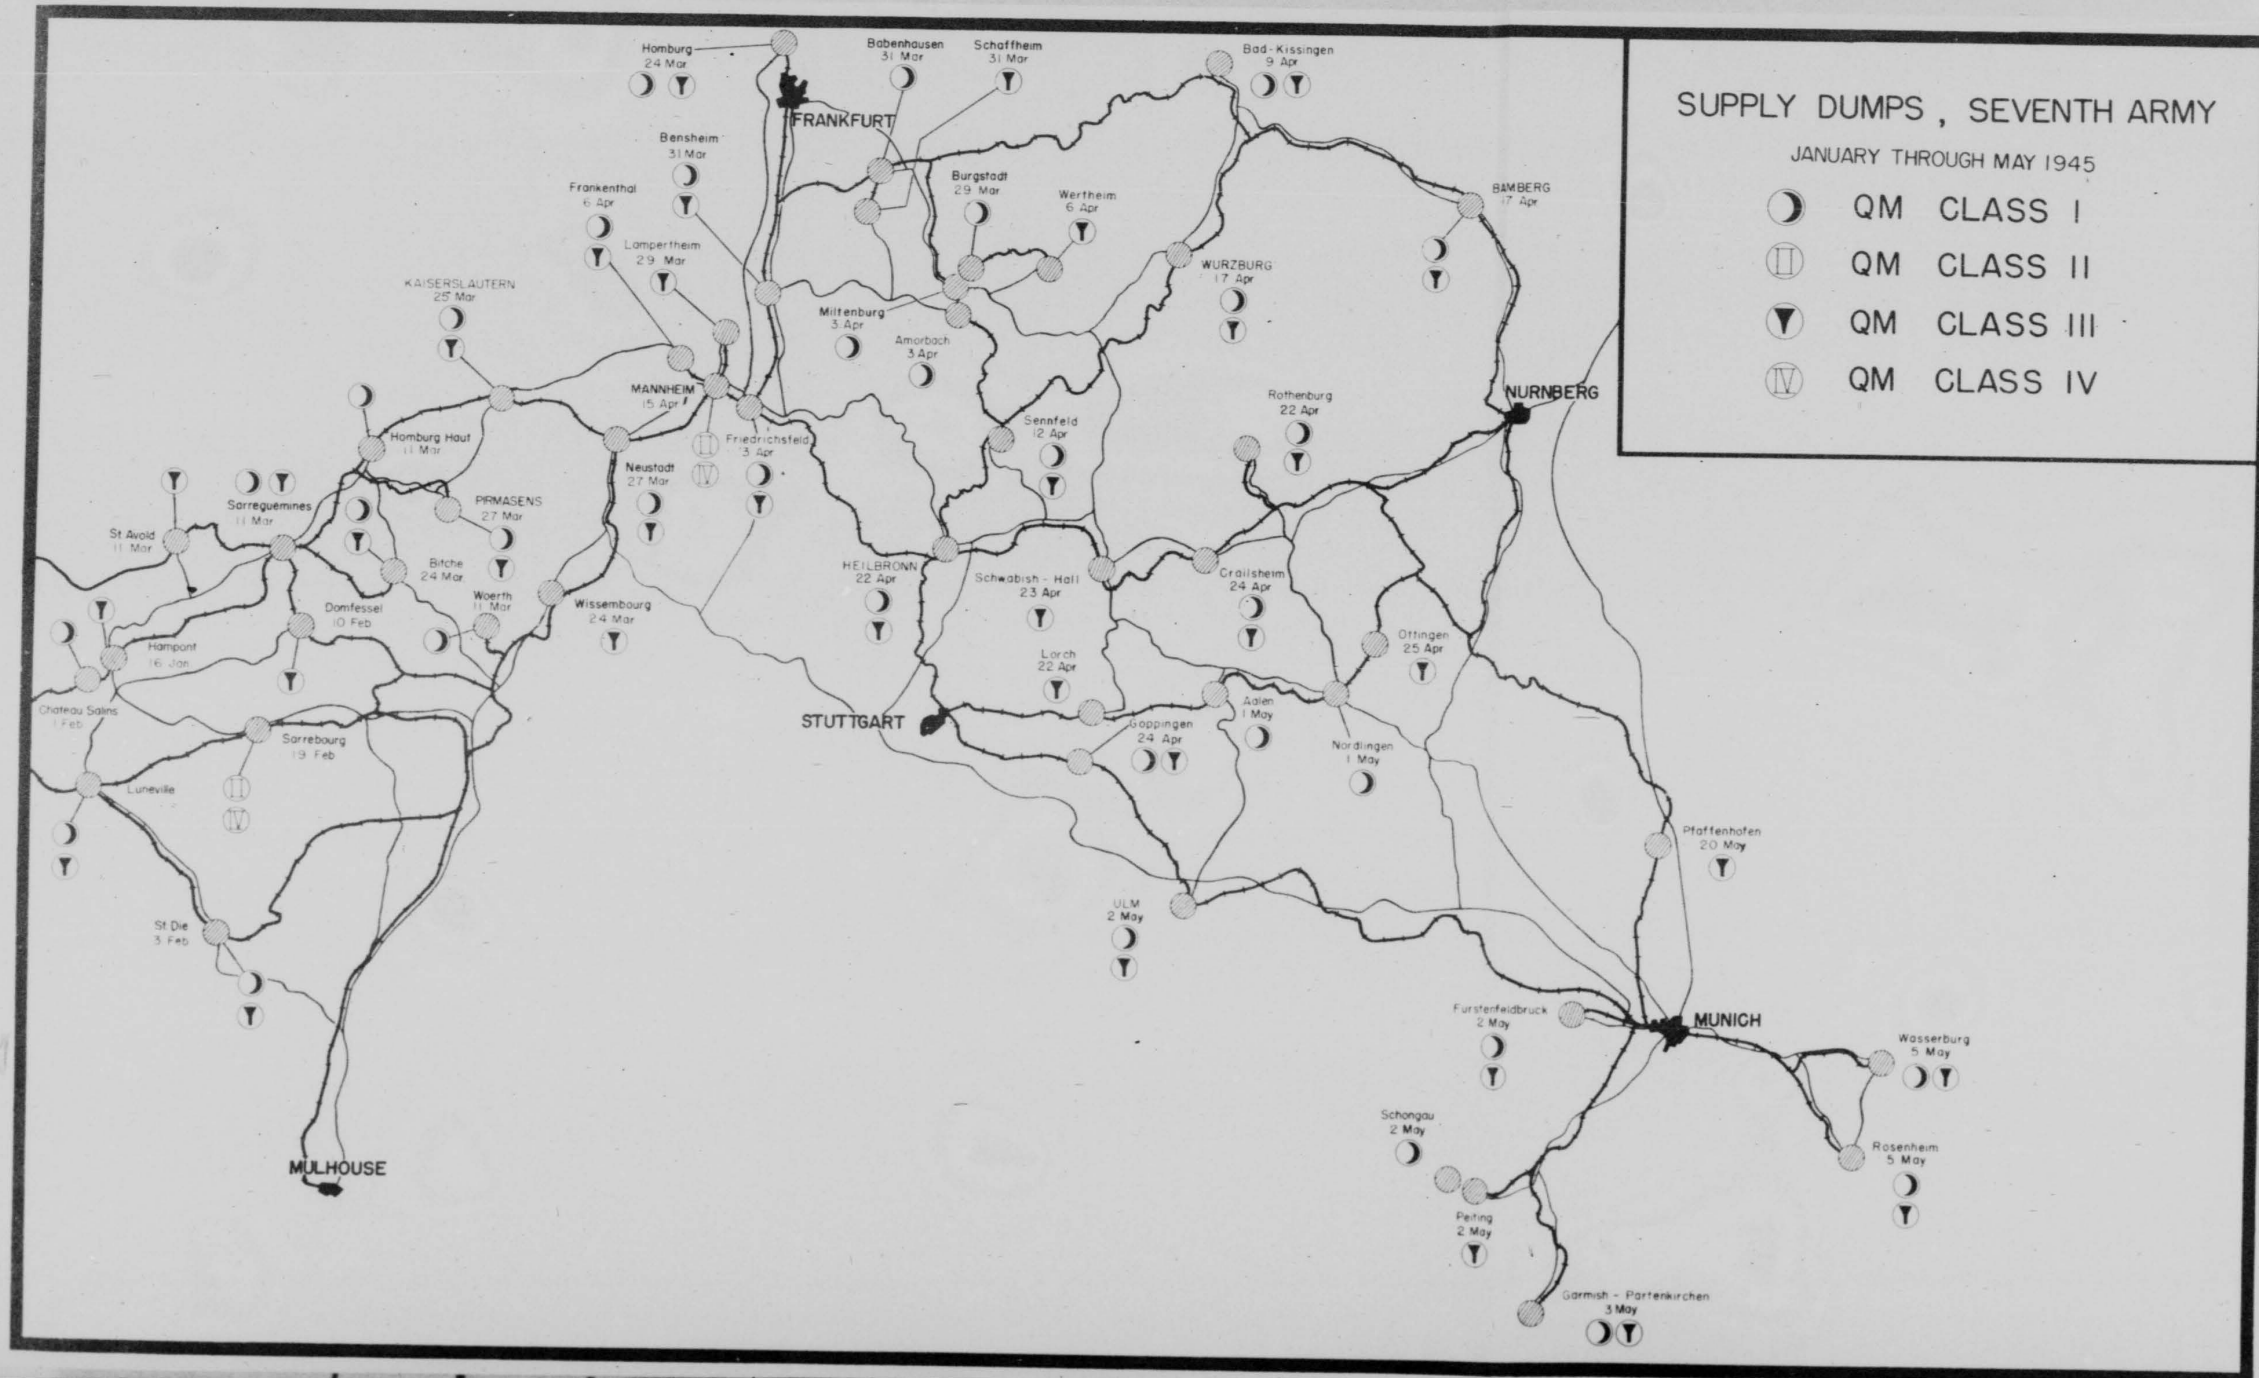 SUPPLY DUMPS, SEVENTH ARMY
JANUARY THROUGH MAY 1945
QM CLASS I
II QM CLASS II
QM CLASS III
IV QM CLASS IV
Homburg
24 Mar
Babenhausen
31 Mar
Schaffheim
31 Mar
Bad-Kissingen
9 Apr
FRANKFURT
Bensheim
31 Mar
Burgstadt
29 Mar
Wertheim
6 Apr
Frankenthal
6 Apr
BAMBERG
17 Apr
Lampertheim
29 Mar
WURZBURG
17 Apr
KAISERSLAUTERN
25 Mar
Miltenburg
3 Apr
Amorbach
3 Apr
MANNHEIM
15 Apr
II
IV
NURNBERG
Rothenburg
22 Apr
Sennfeld
12 Apr
Homburg Haut
11 Mar
Friedrichsfeld
3 Apr
Neustadt
27 Mar
PIRMASENS
27 Mar
Sarreguemines
11 Mar
St. Avold
11 Mar
Bitche
24 Mar
HEILBRONN
22 Apr
Schwabish - Hall
23 Apr
Crailsheim
24 Apr
Woerth
11 Mar
Wissembourg
24 Mar
Domfessel
10 Feb
Hampont
16 Jan
Ottingen
25 Apr
Lorch
22 Apr
Chateau Salins
1 Feb
STUTTGART
Goppingen
24 Apr
Aalen
1 May
Nordlingen
1 May
Sarrebourg
19 Feb
II
IV
Luneville
Pfaffenhofen
20 May
ULM
2 May
St. Die
3 Feb
Furstenfeldbruck
2 May
MUNICH
Wasserburg
5 May
Schongau
2 May
Rosenheim
5 May
MULHOUSE
Peiting
2 May
Garmish - Partenkirchen
3 May